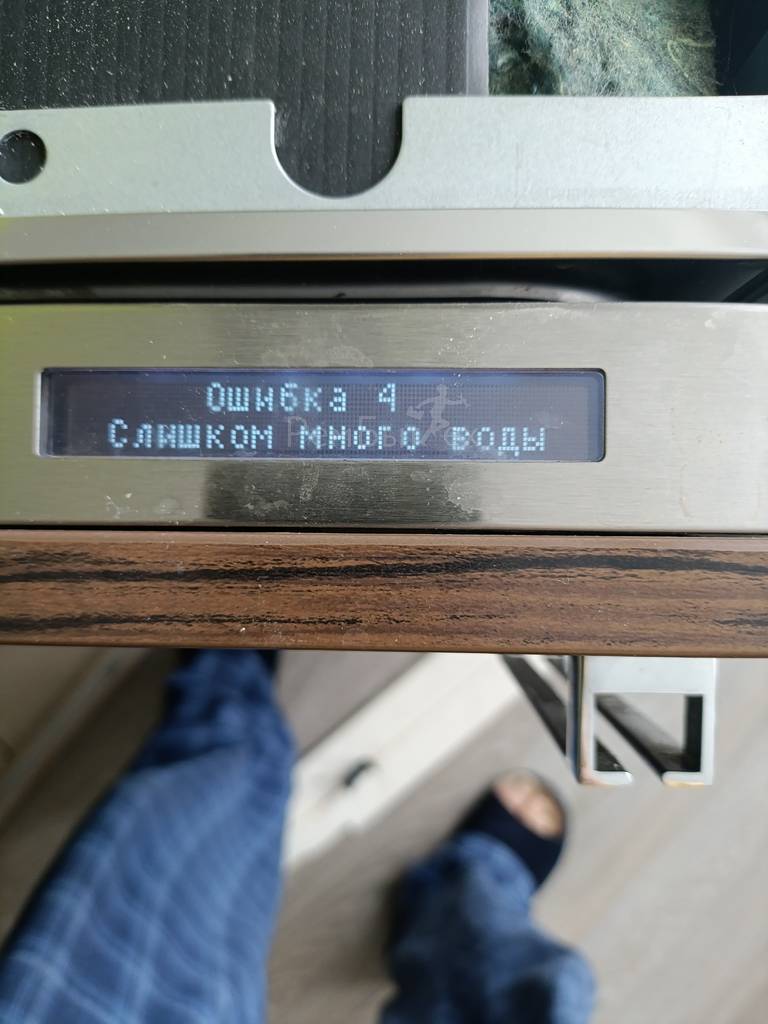 Ошибка 4
Слишком много воды